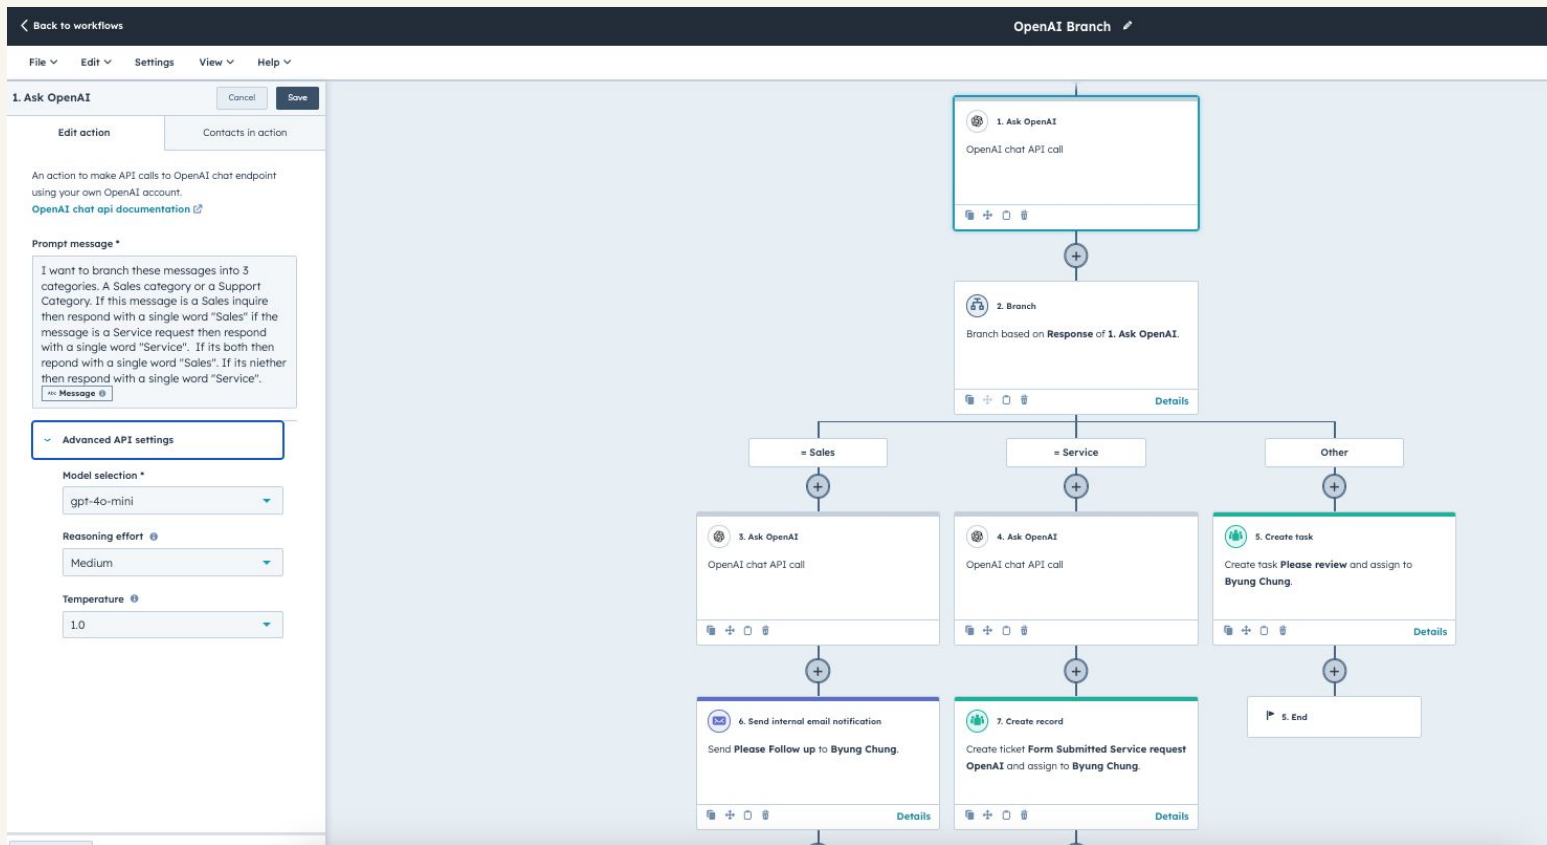 Back to workflows
OpenAI Branch
File
Edit
Settings
View
Help
1. Ask OpenAI
Cancel
Save
Edit action
Contacts in action
An action to make API calls to OpenAI chat endpoint
using your own OpenAI account.
OpenAI chat api documentation
Prompt message *
I want to branch these messages into 3
categories. A Sales category or a Support
Category. If this message is a Sales inquire
then respond with a single word "Sales" if the
message is a Service request then respond
with a single word "Service".  If its both then
repond with a single word "Sales". If its niether
then respond with a single word "Service".
Abc Message
Advanced API settings
Model selection *
gpt-4o-mini
Reasoning effort
Medium
Temperature
1.0
1. Ask OpenAI
OpenAI chat API call
2. Branch
Branch based on Response of 1. Ask OpenAI.
Details
= Sales
= Service
Other
3. Ask OpenAI
OpenAI chat API call
4. Ask OpenAI
OpenAI chat API call
5. Create task
Create task Please review and assign to
Byung Chung.
Details
6. Send internal email notification
Send Please Follow up to Byung Chung.
Details
7. Create record
Create ticket Form Submitted Service request
OpenAI and assign to Byung Chung.
Details
5. End